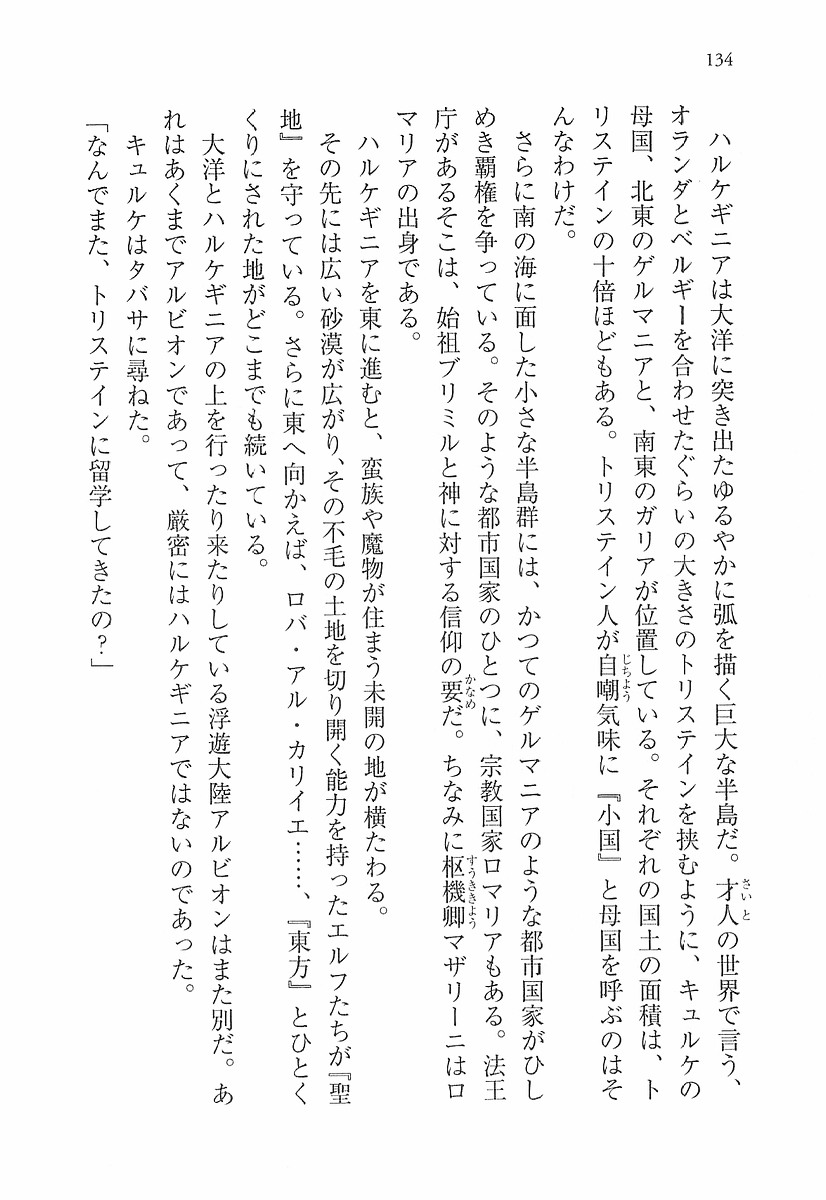 134
ハルケギニアは大洋に突き出たゆるやかに弧を描く巨大な半島だ。才人の世界で言う、
オランダとベルギーを合わせたぐらいの大きさのトリステインを挟むように、キュルケの
母国、北東のゲルマニアと、南東のガリアが位置している。それぞれの国土の面積は、ト
リステインの十倍ほどもある。トリステイン人が自嘲気味に『小国』と母国を呼ぶのはそ
んなわけだ。
さらに南の海に面した小さな半島群には、かつてのゲルマニアのような都市国家がひし
めき覇権を争っている。そのような都市国家のひとつに、宗教国家ロマリアもある。法王
庁があるそこは、始祖ブリミルと神に対する信仰の要だ。ちなみに枢機卿マザリーニはロ
マリアの出身である。
ハルケギニアを東に進むと、蛮族や魔物が住まう未開の地が横たわる。
その先には広い砂漠が広がり、その不毛の土地を切り開く能力を持ったエルフたちが『聖
地』を守っている。さらに東へ向かえば、ロバ・アル・カリイエ……、『東方』とひとく
くりにされた地がどこまでも続いている。
大洋とハルケギニアの上を行ったり来たりしている浮遊大陸アルビオンはまた別だ。あ
れはあくまでアルビオンであって、厳密にはハルケギニアではないのであった。
キュルケはタバサに尋ねた。
「なんでまた、トリステインに留学してきたの？」